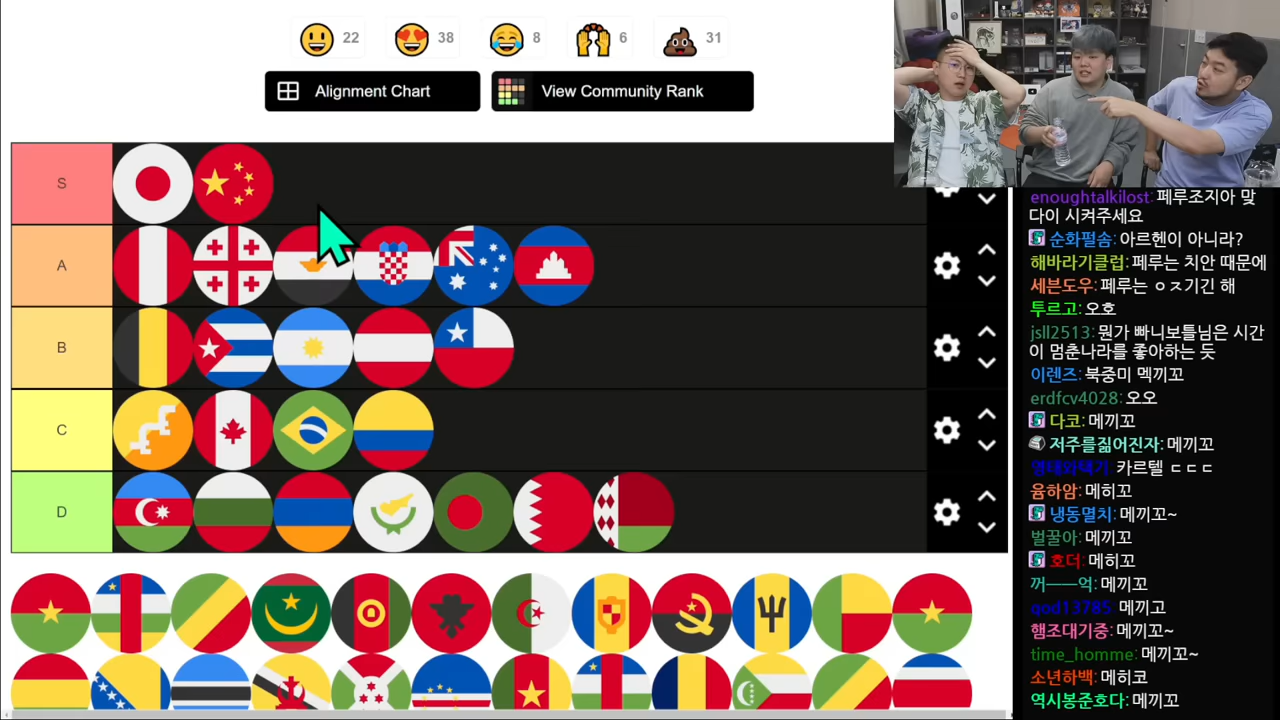 22
38
8
6
31
Alignment Chart
View Community Rank
S
A
B
C
D
enoughtalkilost: 페루조지아 맞
다이 시켜주세요
순화펄솜: 아르헨이 아니라?
해바라기클럽: 페루는 치안 때문에
세븐도우: 페루는 ㅇㅈ기긴 해
투르고: 오호
jsll2513: 뭔가 빠니보틀님은 시간
이 멈춘나라를 좋아하는 듯
이렌즈: 북중미 멕끼꼬
erdfcv4028: 오오
다코: 메끼꼬
저주를짊어진자: 메끼꼬
영태와택기: 카르텔 ㄷㄷㄷ
윰하암: 메히꼬
냉동멸치: 메끼꼬~
벌꿀아: 메끼꼬
호더: 메히꼬
꺼——억: 메끼꼬
god13785: 메끼고
햄조대기중: 메끼꼬~
time_homme: 메끼꼬~
소년하백: 메히코
역시봉준호다: 메끼꼬